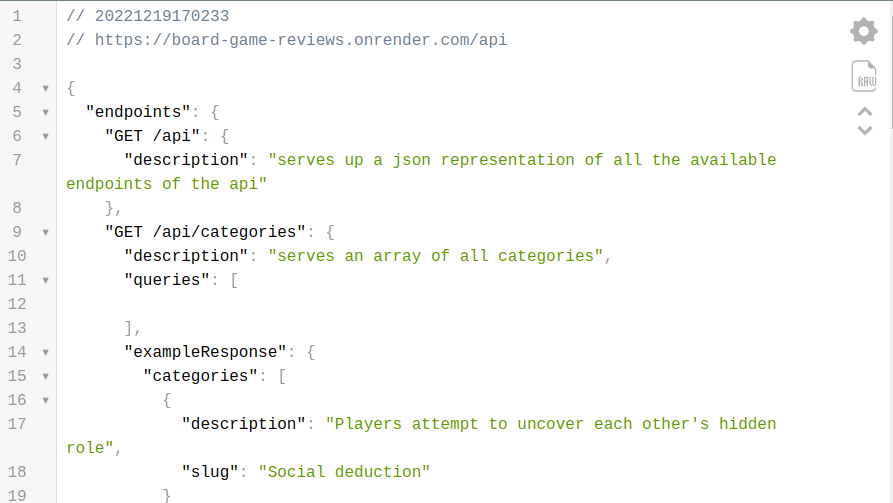 1 // 20221219170233
2 // https://board-game-reviews.onrender.com/api
3
4 {
5 "endpoints": {
6 "GET /api": {
7 "description": "serves up a json representation of all the available
endpoints of the api"
8 },
9 "GET /api/categories": {
10 "description": "serves an array of all categories",
11 "queries": [
12
13 ],
14 "exampleResponse": {
15 "categories": [
16 {
17 "description": "Players attempt to uncover each other's hidden
role",
18 "slug": "Social deduction"
19 }
RAW